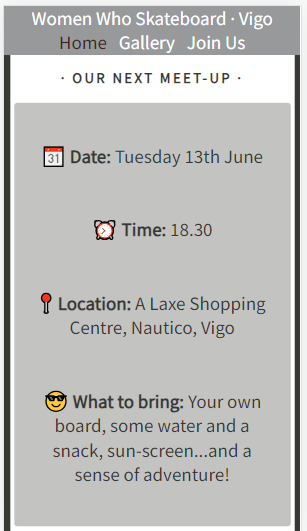 Women Who Skateboard · Vigo
Home Gallery Join Us
· OUR NEXT MEET-UP ·
31 Date: Tuesday 13th June
Time: 18.30
Location: A Laxe Shopping
Centre, Nautico, Vigo
What to bring: Your own
board, some water and a
snack, sun-screen...and a
sense of adventure!